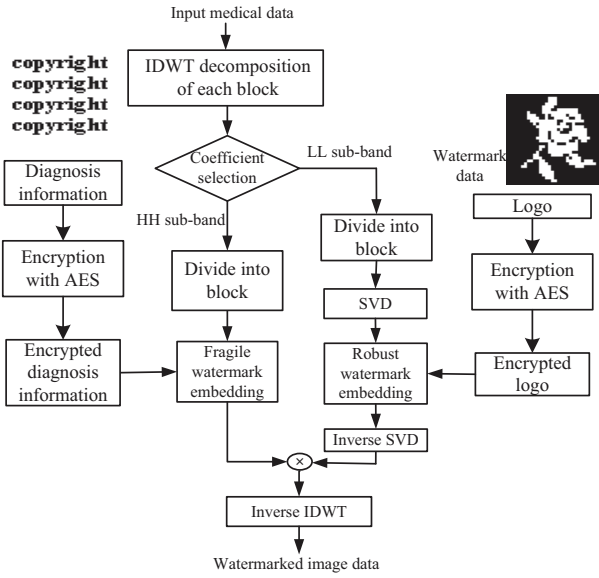 Input medical data
copyright
copyright
copyright
copyright
IDWT decomposition
of each block
Coefficient
selection
LL sub-band
HH sub-band
Watermark
data
Diagnosis
information
Logo
Encryption
with AES
Divide into
block
Divide into
block
Encryption
with AES
SVD
Encrypted
diagnosis
information
Fragile
watermark
embedding
Robust
watermark
embedding
Encrypted
logo
Inverse SVD
×
Inverse IDWT
Watermarked image data